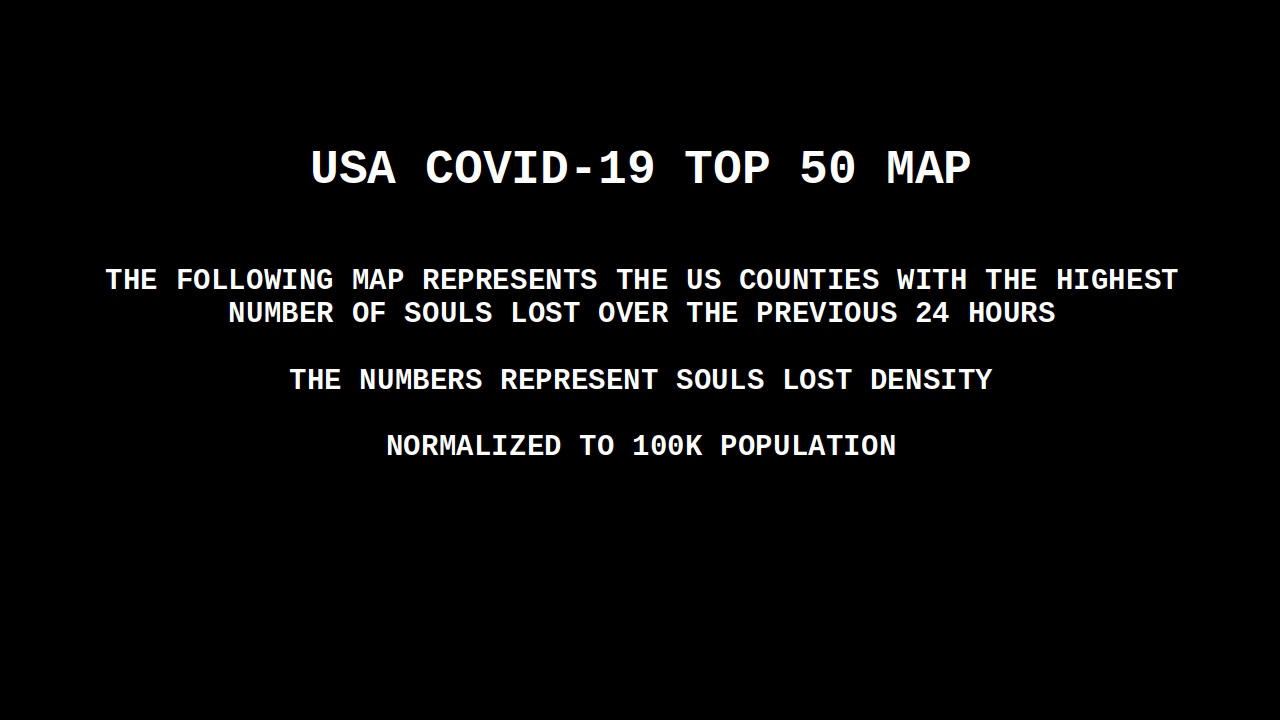 USA COVID-19 TOP 50 MAP
THE FOLLOWING MAP REPRESENTS THE US COUNTIES WITH THE HIGHEST
NUMBER OF SOULS LOST OVER THE PREVIOUS 24 HOURS
THE NUMBERS REPRESENT SOULS LOST DENSITY
NORMALIZED TO 100K POPULATION